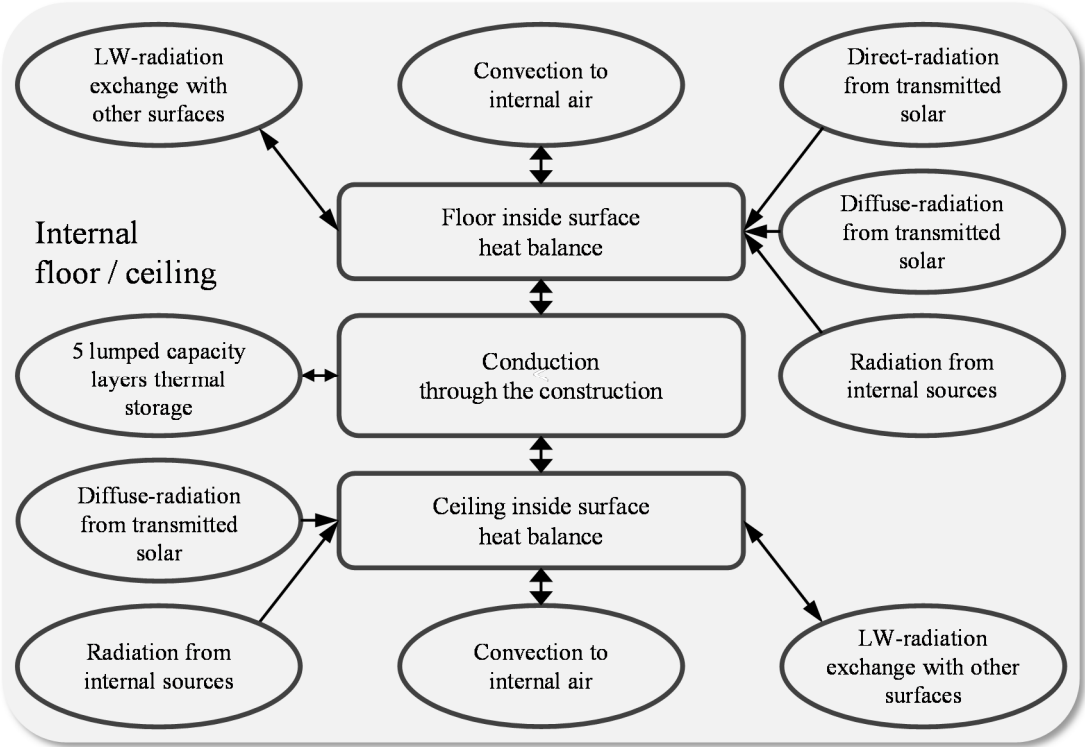 LW-radiation
exchange with
other surfaces
Convection to
internal air
Direct-radiation
from transmitted
solar
Floor inside surface
heat balance
Diffuse-radiation
from transmitted
solar
Internal
floor / ceiling
5 lumped capacity
layers thermal
storage
Conduction
through the construction
Radiation from
internal sources
Diffuse-radiation
from transmitted
solar
Ceiling inside surface
heat balance
Radiation from
internal sources
Convection to
internal air
LW-radiation
exchange with other
surfaces